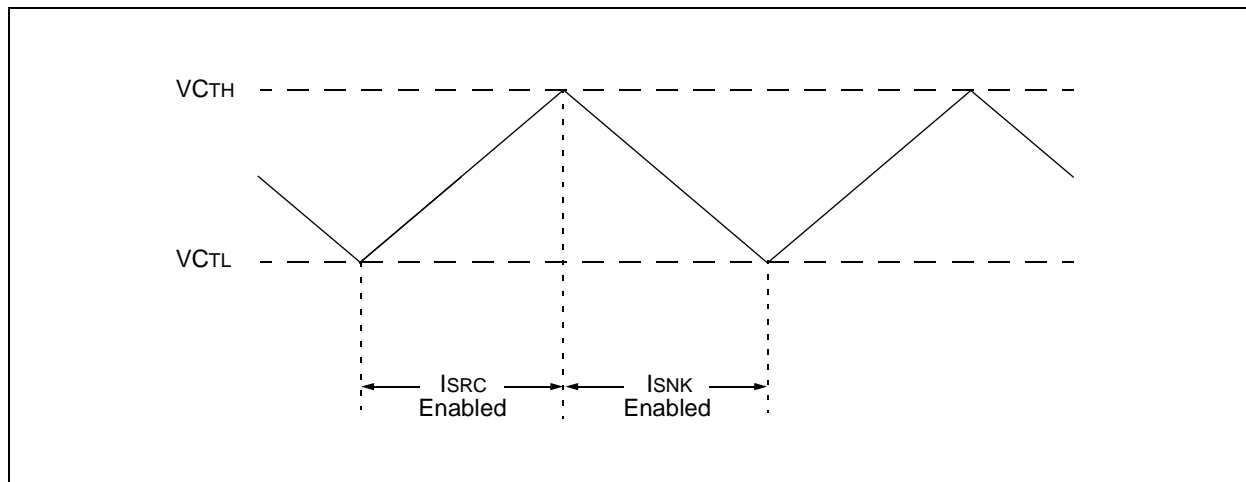 VCTH
VCTL
ISRC
Enabled
ISNK
Enabled